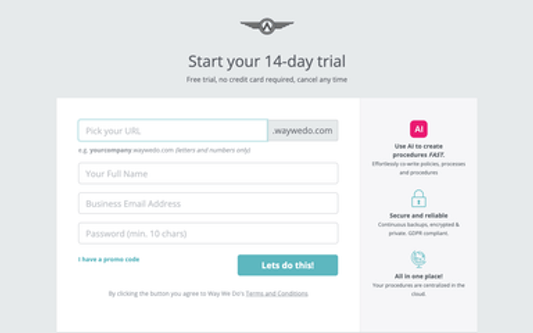 Start your 14-day trial
Free trial, no credit card required, cancel any time
Pick your URL
.waywedo.com
e.g. yourcompany.waywedo.com (letters and numbers only)
Your Full Name
Business Email Address
Password (min. 10 chars)
I have a promo code
Lets do this!
By clicking the button you agree to Way We Do's Terms and Conditions
Ai
Use AI to create
procedures FAST.
Effortlessly co-write policies, processes
and procedures
Secure and reliable
Continuous backups, encrypted &
private. GDPR compliant.
All in one place!
Your procedures are centralized in the
cloud.